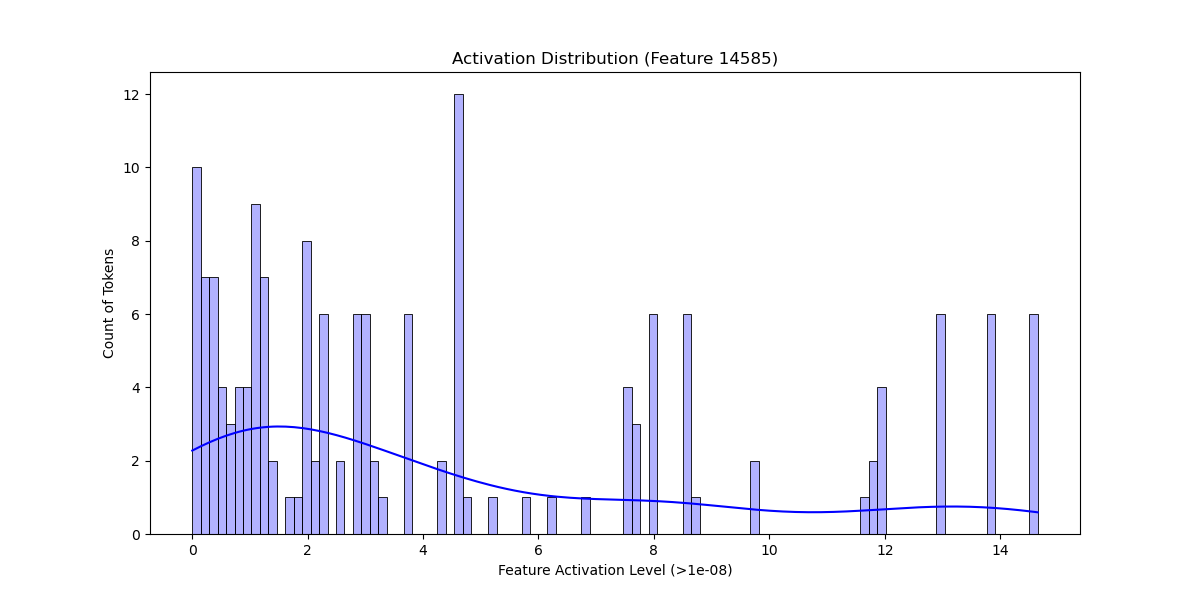 Activation Distribution (Feature 14585)
12
10
8
6
4
2
0
Count of Tokens
0 2 4 6 8 10 12 14
Feature Activation Level (>1e-08)